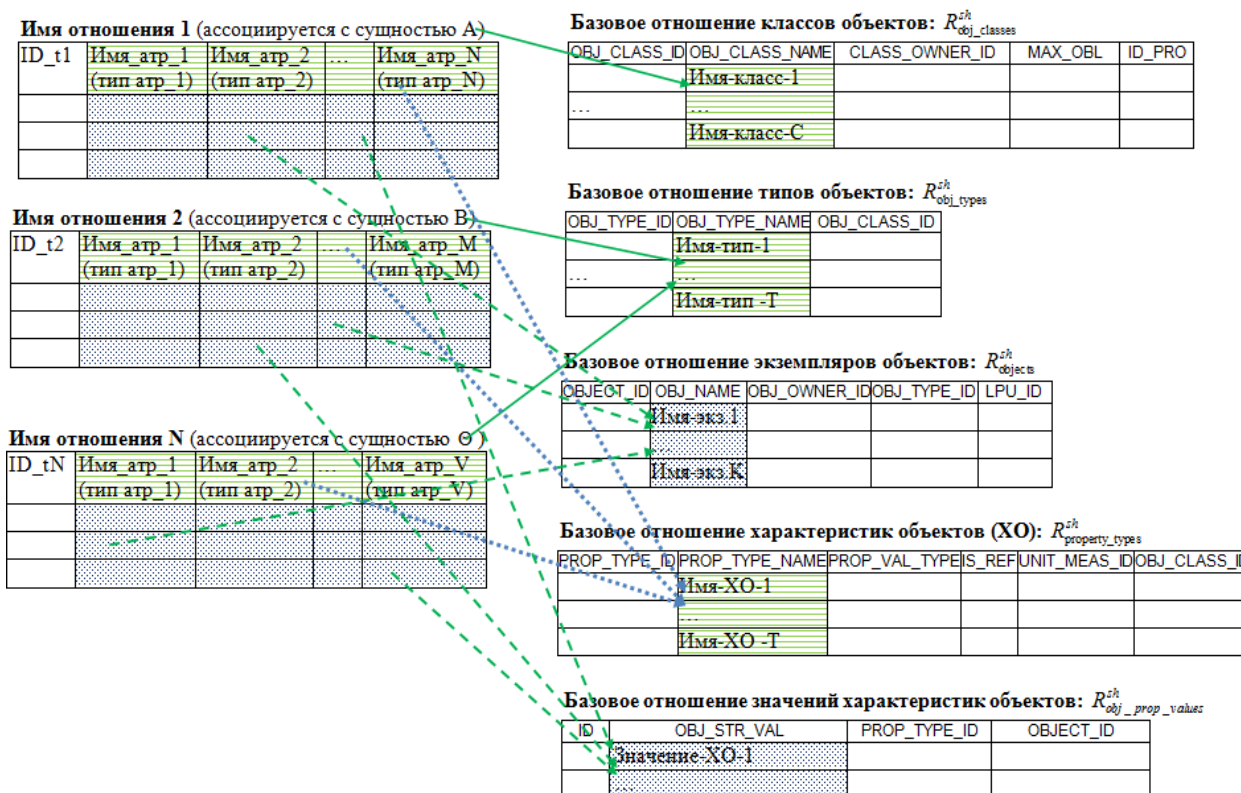 Имя отношения 1 (ассоциируется с сущностью А)
ID_t1 Имя_атр_1 Имя_атр_2 … Имя_атр_N
(тип атр_1) (тип атр_2) (тип атр_N)
Имя отношения 2 (ассоциируется с сущностью В)
ID_t2 Имя_атр_1 Имя_атр_2 … Имя_атр_М
(тип атр_1) (тип атр_2) (тип атр_М)
Имя отношения N (ассоциируется с сущностью Θ )
ID_tN Имя_атр_1 Имя_атр_2 … Имя_атр_V
(тип атр_1) (тип атр_2) (тип атр_V)
Базовое отношение классов объектов: R^sh_obj_classes
OBJ_CLASS_ID OBJ_CLASS_NAME CLASS_OWNER_ID MAX_OBL ID_PRO
Имя-класс-1
… …
Имя-класс-С
Базовое отношение типов объектов: R^sh_obj_types
OBJ_TYPE_ID OBJ_TYPE_NAME OBJ_CLASS_ID
Имя-тип-1
… …
Имя-тип -Т
Базовое отношение экземпляров объектов: R^sh_objects
OBJECT_ID OBJ_NAME OBJ_OWNER_ID OBJ_TYPE_ID LPU_ID
Имя-экз.1
…
Имя-экз.К
Базовое отношение характеристик объектов (ХО): R^sh_property_types
PROP_TYPE_ID PROP_TYPE_NAME PROP_VAL_TYPE IS_REF UNIT_MEAS_ID OBJ_CLASS_ID
Имя-ХО-1
…
Имя-ХО -Т
Базовое отношение значений характеристик объектов: R^sh_obj_prop_values
ID OBJ_STR_VAL PROP_TYPE_ID OBJECT_ID
Значение-ХО-1
…